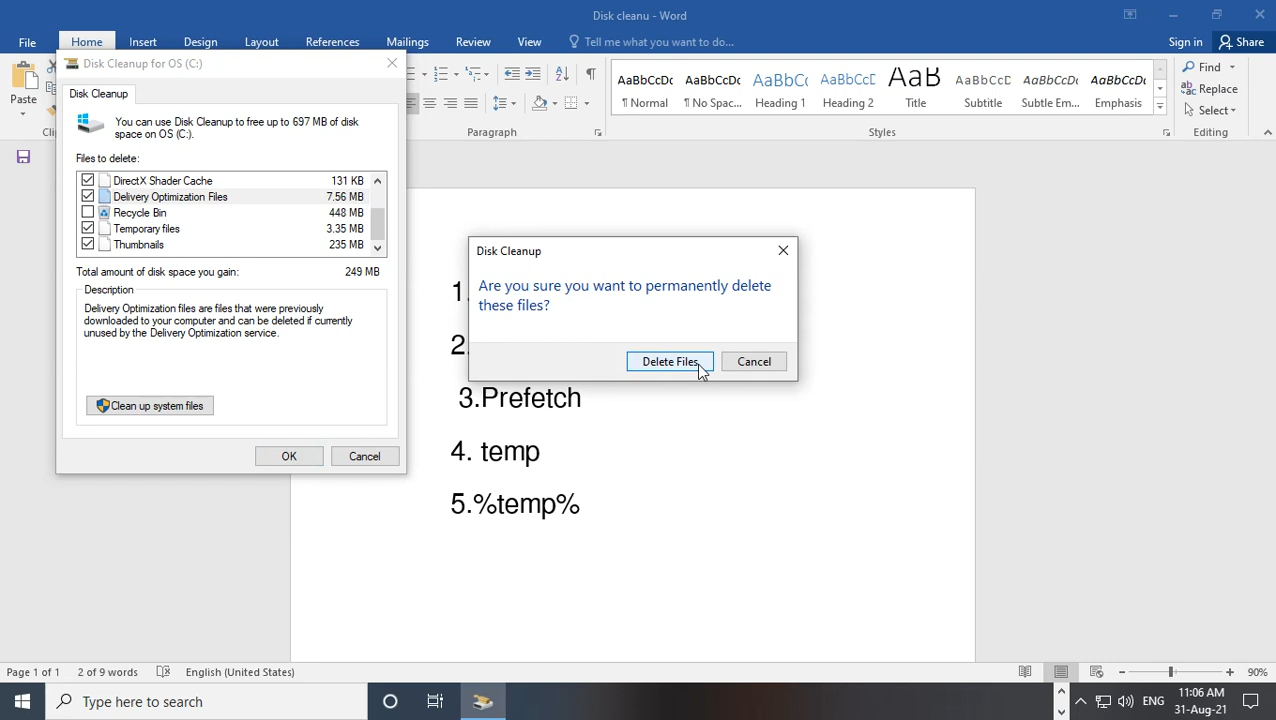 Disk cleanu - Word
File Home Insert Design Layout References Mailings Review View Tell me what you want to do... Sign in Share
Disk Cleanup for OS (C:)
Disk Cleanup
You can use Disk Cleanup to free up to 697 MB of disk
space on OS (C:).
Files to delete:
DirectX Shader Cache 131 KB
Delivery Optimization Files 7.56 MB
Recycle Bin 448 MB
Temporary files 3.35 MB
Thumbnails 235 MB
Total amount of disk space you gain: 249 MB
Description
Delivery Optimization files are files that were previously
downloaded to your computer and can be deleted if currently
unused by the Delivery Optimization service.
Clean up system files
OK Cancel
Paste
Paragraph
AaBbCcDc AaBbCcDc AaBbCcD AaBbCcD AaB AaBbCcD AaBbCcDt AaBbCcDt
¶ Normal ¶ No Spac... Heading 1 Heading 2 Title Subtitle Subtle Em... Emphasis
Styles
Find
Replace
Select
Editing
Disk Cleanup
Are you sure you want to permanently delete
these files?
Delete Files Cancel
1.
2.
3.Prefetch
4. temp
5.%temp%
Page 1 of 1 2 of 9 words English (United States) 90%
Type here to search
ENG
11:06 AM
31-Aug-21